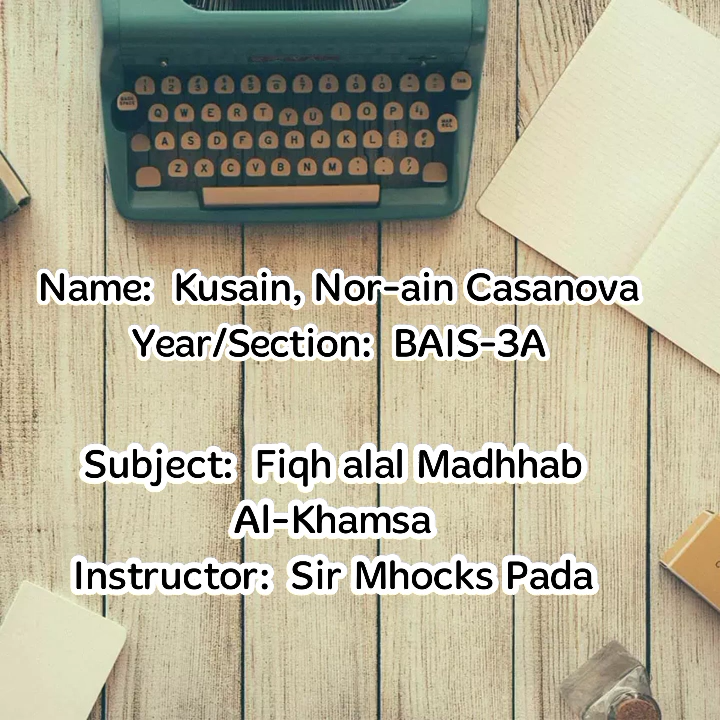 Name: Kusain, Nor-ain Casanova
Year/Section: BAIS-3A
Subject: Fiqh alal Madhhab
Al-Khamsa
Instructor: Sir Mhocks Pada
Q W E R T Y U I O P
A S D F G H J K L
Z X C V B N M